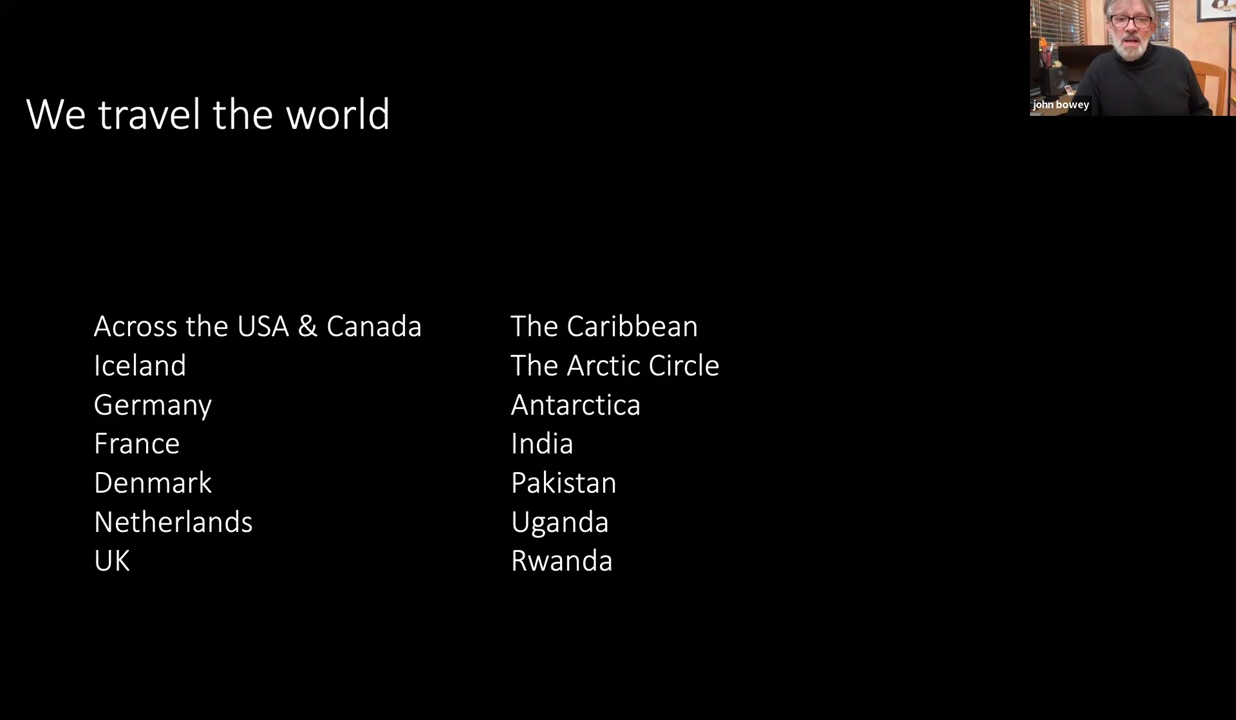 We travel the world
Across the USA & Canada
Iceland
Germany
France
Denmark
Netherlands
UK
The Caribbean
The Arctic Circle
Antarctica
India
Pakistan
Uganda
Rwanda
john bowey